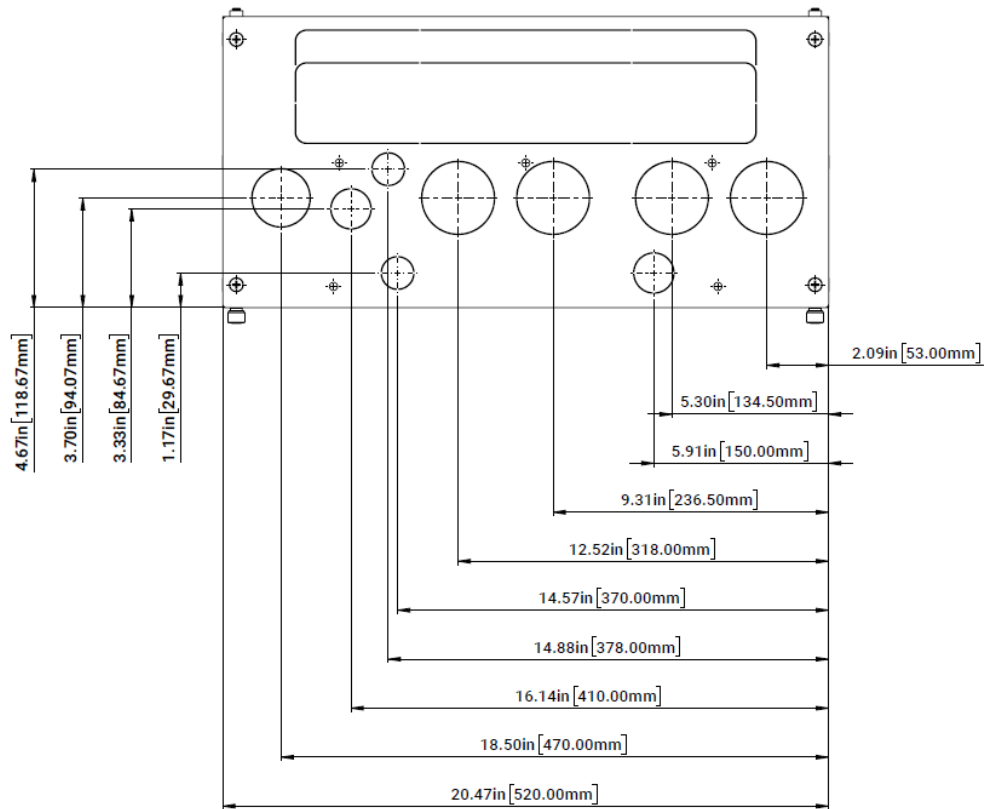 4.67in[118.67mm]
3.70in[94.07mm]
3.33in[84.67mm]
1.17in[29.67mm]
2.09in[53.00mm]
5.30in[134.50mm]
5.91in[150.00mm]
9.31in[236.50mm]
12.52in[318.00mm]
14.57in[370.00mm]
14.88in[378.00mm]
16.14in[410.00mm]
18.50in[470.00mm]
20.47in[520.00mm]